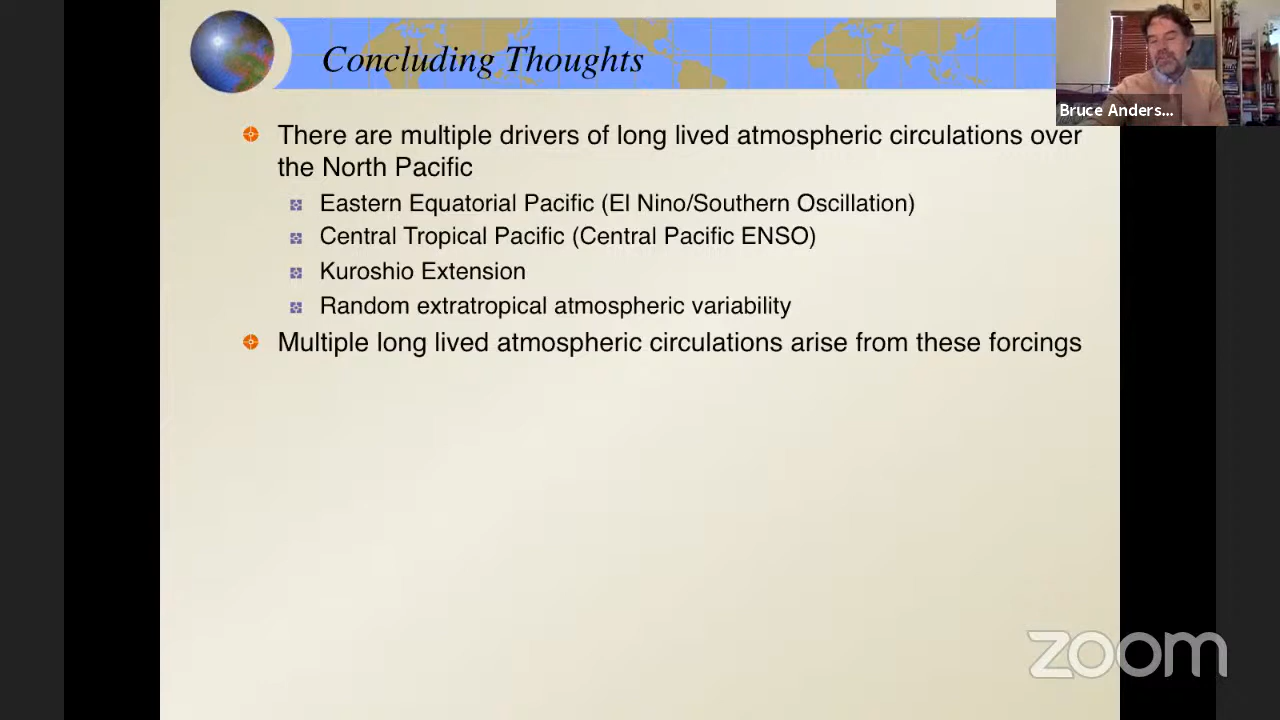 Concluding Thoughts
Bruce Anders...
There are multiple drivers of long lived atmospheric circulations over
the North Pacific
Eastern Equatorial Pacific (El Nino/Southern Oscillation)
Central Tropical Pacific (Central Pacific ENSO)
Kuroshio Extension
Random extratropical atmospheric variability
Multiple long lived atmospheric circulations arise from these forcings
zoom